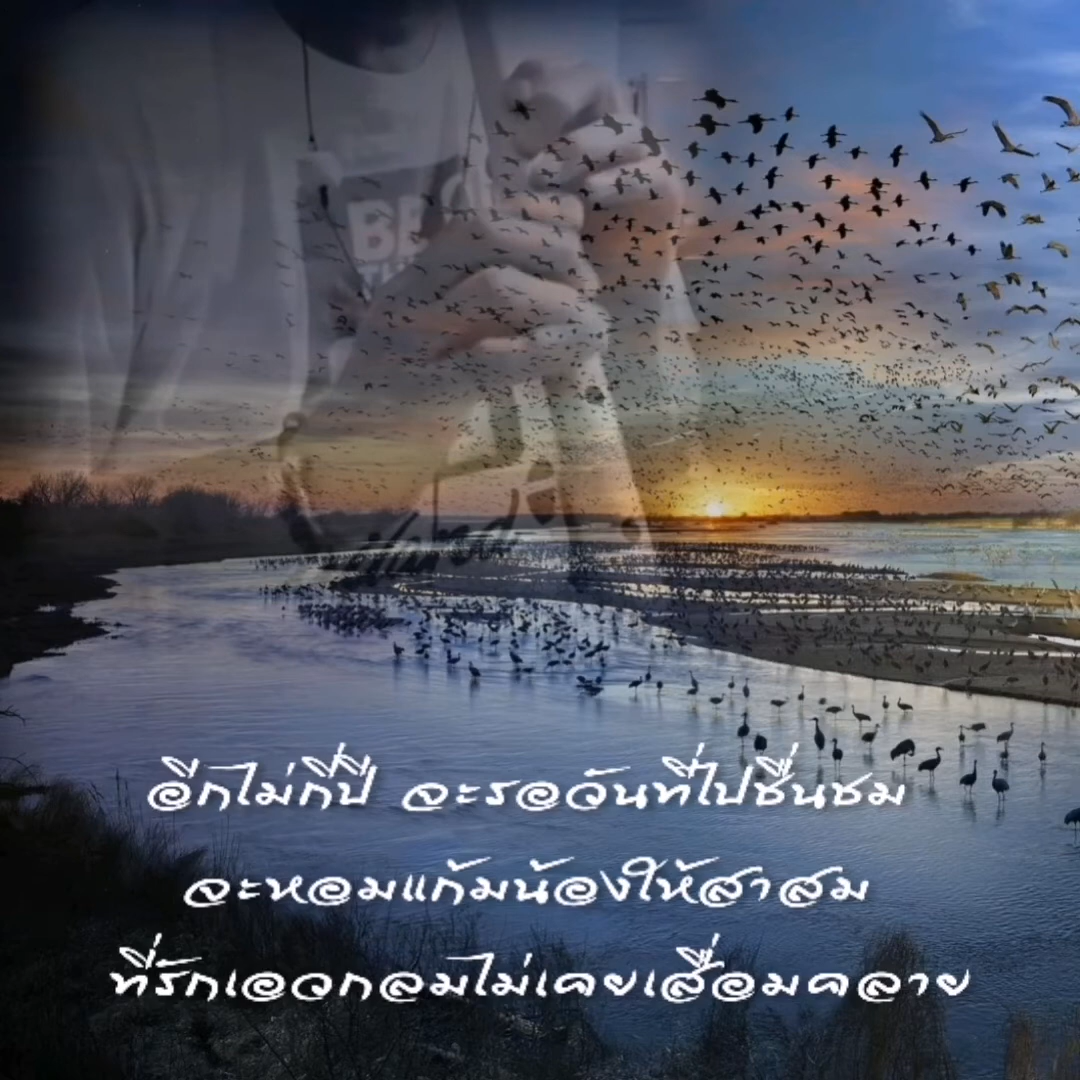 อีกไม่กี่ปี จะรอวันที่ไปชื่นชม
จะหอมแก้มน้องให้สาสม
ที่รักเอวกลมไม่เคยเสื่อมคลาย